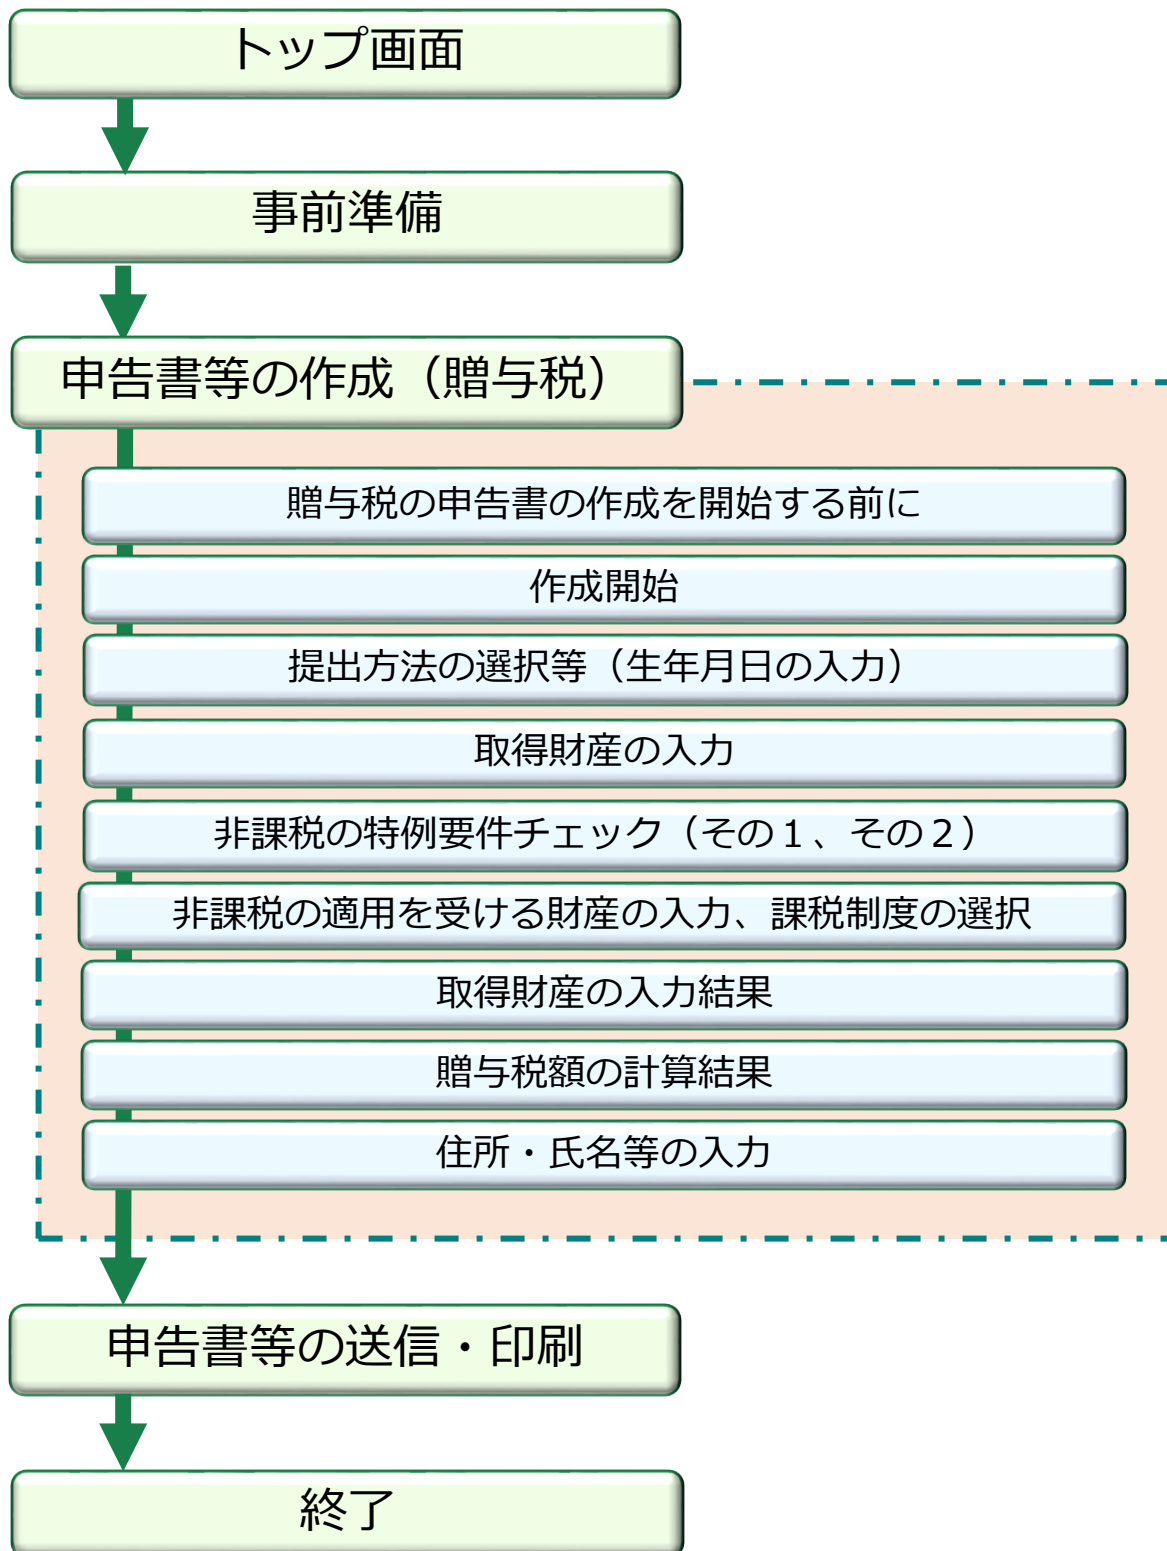 トップ画面
事前準備
申告書等の作成（贈与税）
贈与税の申告書の作成を開始する前に
作成開始
提出方法の選択等（生年月日の入力）
取得財産の入力
非課税の特例要件チェック（その１、その２）
非課税の適用を受ける財産の入力、課税制度の選択
取得財産の入力結果
贈与税額の計算結果
住所・氏名等の入力
申告書等の送信・印刷
終了